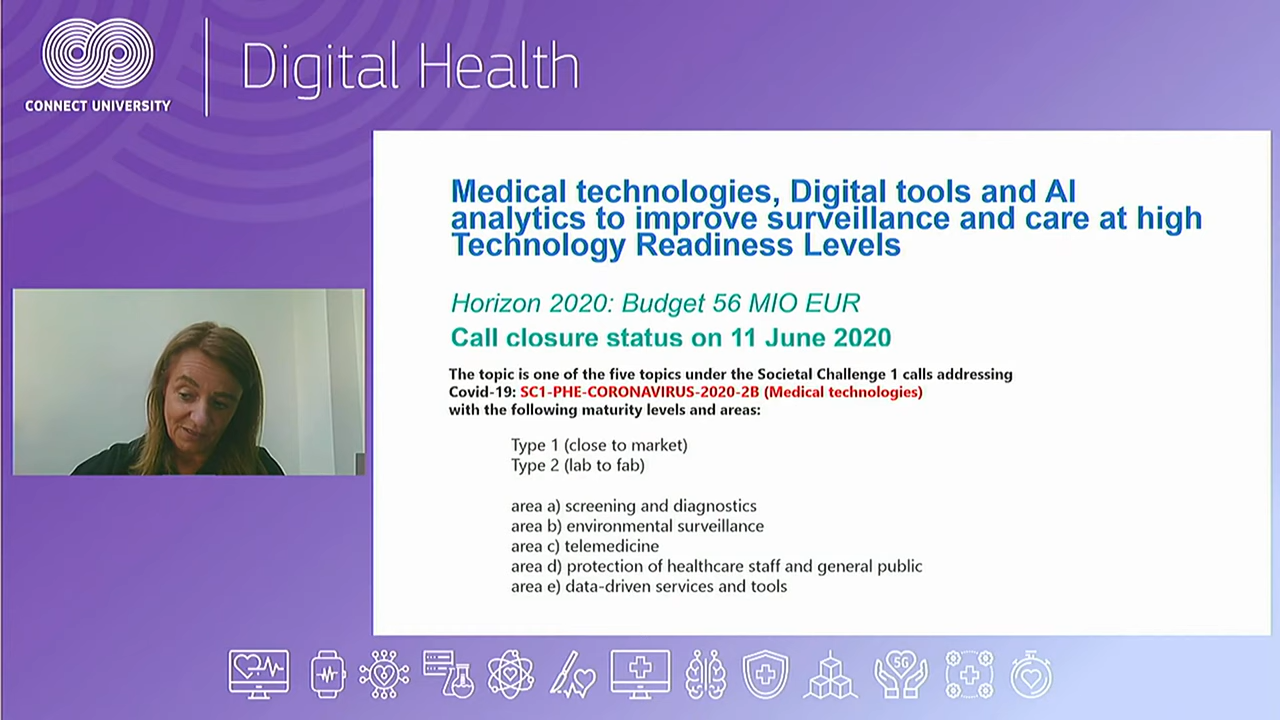 CONNECT UNIVERSITY
Digital Health
Medical technologies, Digital tools and AI
analytics to improve surveillance and care at high
Technology Readiness Levels
Horizon 2020: Budget 56 MIO EUR
Call closure status on 11 June 2020
The topic is one of the five topics under the Societal Challenge 1 calls addressing
Covid-19: SC1-PHE-CORONAVIRUS-2020-2B (Medical technologies)
with the following maturity levels and areas:
Type 1 (close to market)
Type 2 (lab to fab)
area a) screening and diagnostics
area b) environmental surveillance
area c) telemedicine
area d) protection of healthcare staff and general public
area e) data-driven services and tools
5G